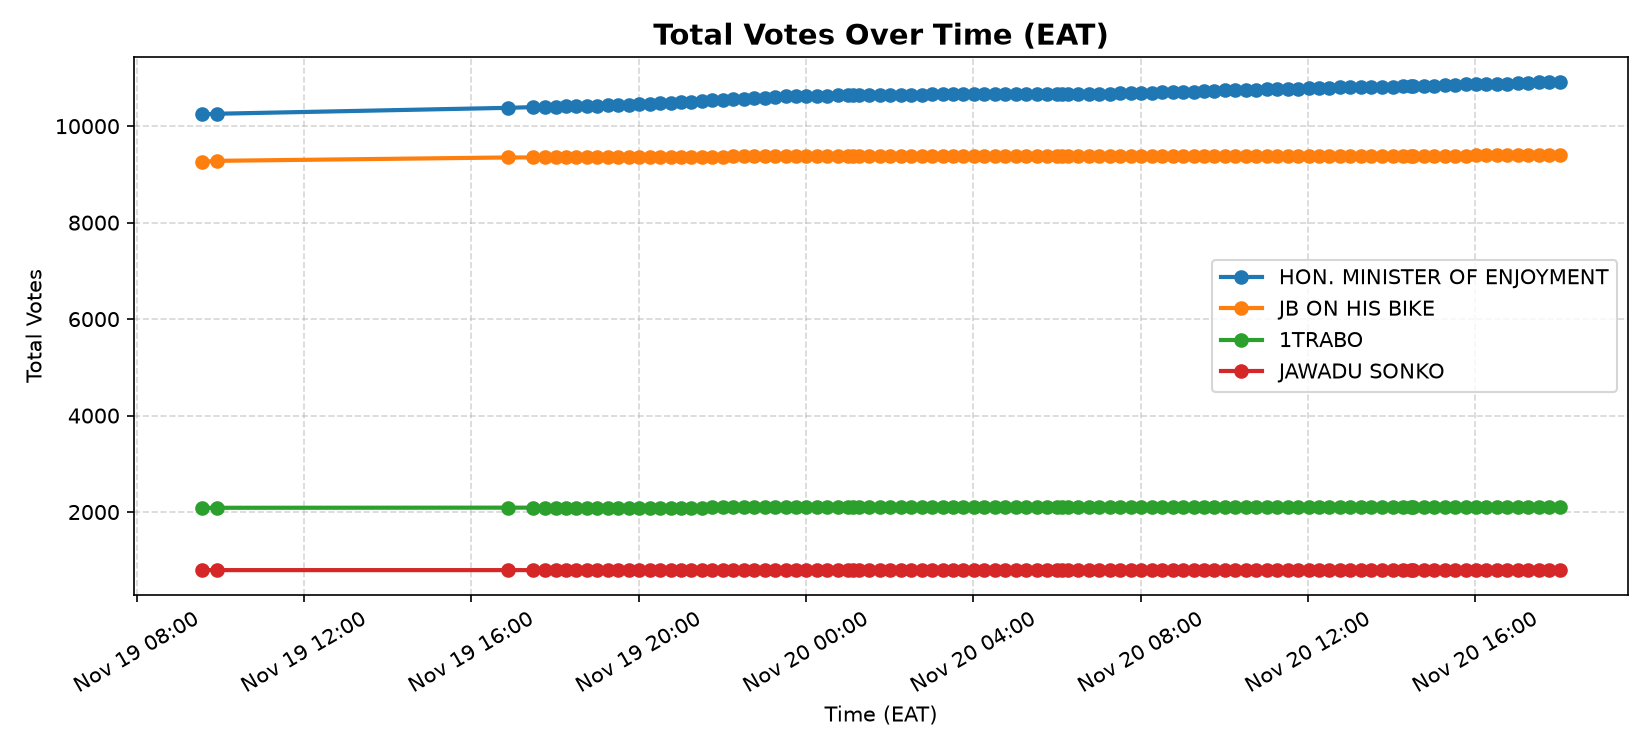 Total Votes Over Time (EAT)
Total Votes
10000
8000
6000
4000
2000
HON. MINISTER OF ENJOYMENT
JB ON HIS BIKE
1TRABO
JAWADU SONKO
Nov 19 08:00
Nov 19 12:00
Nov 19 16:00
Nov 19 20:00
Nov 20 00:00
Nov 20 04:00
Nov 20 08:00
Nov 20 12:00
Nov 20 16:00
Time (EAT)